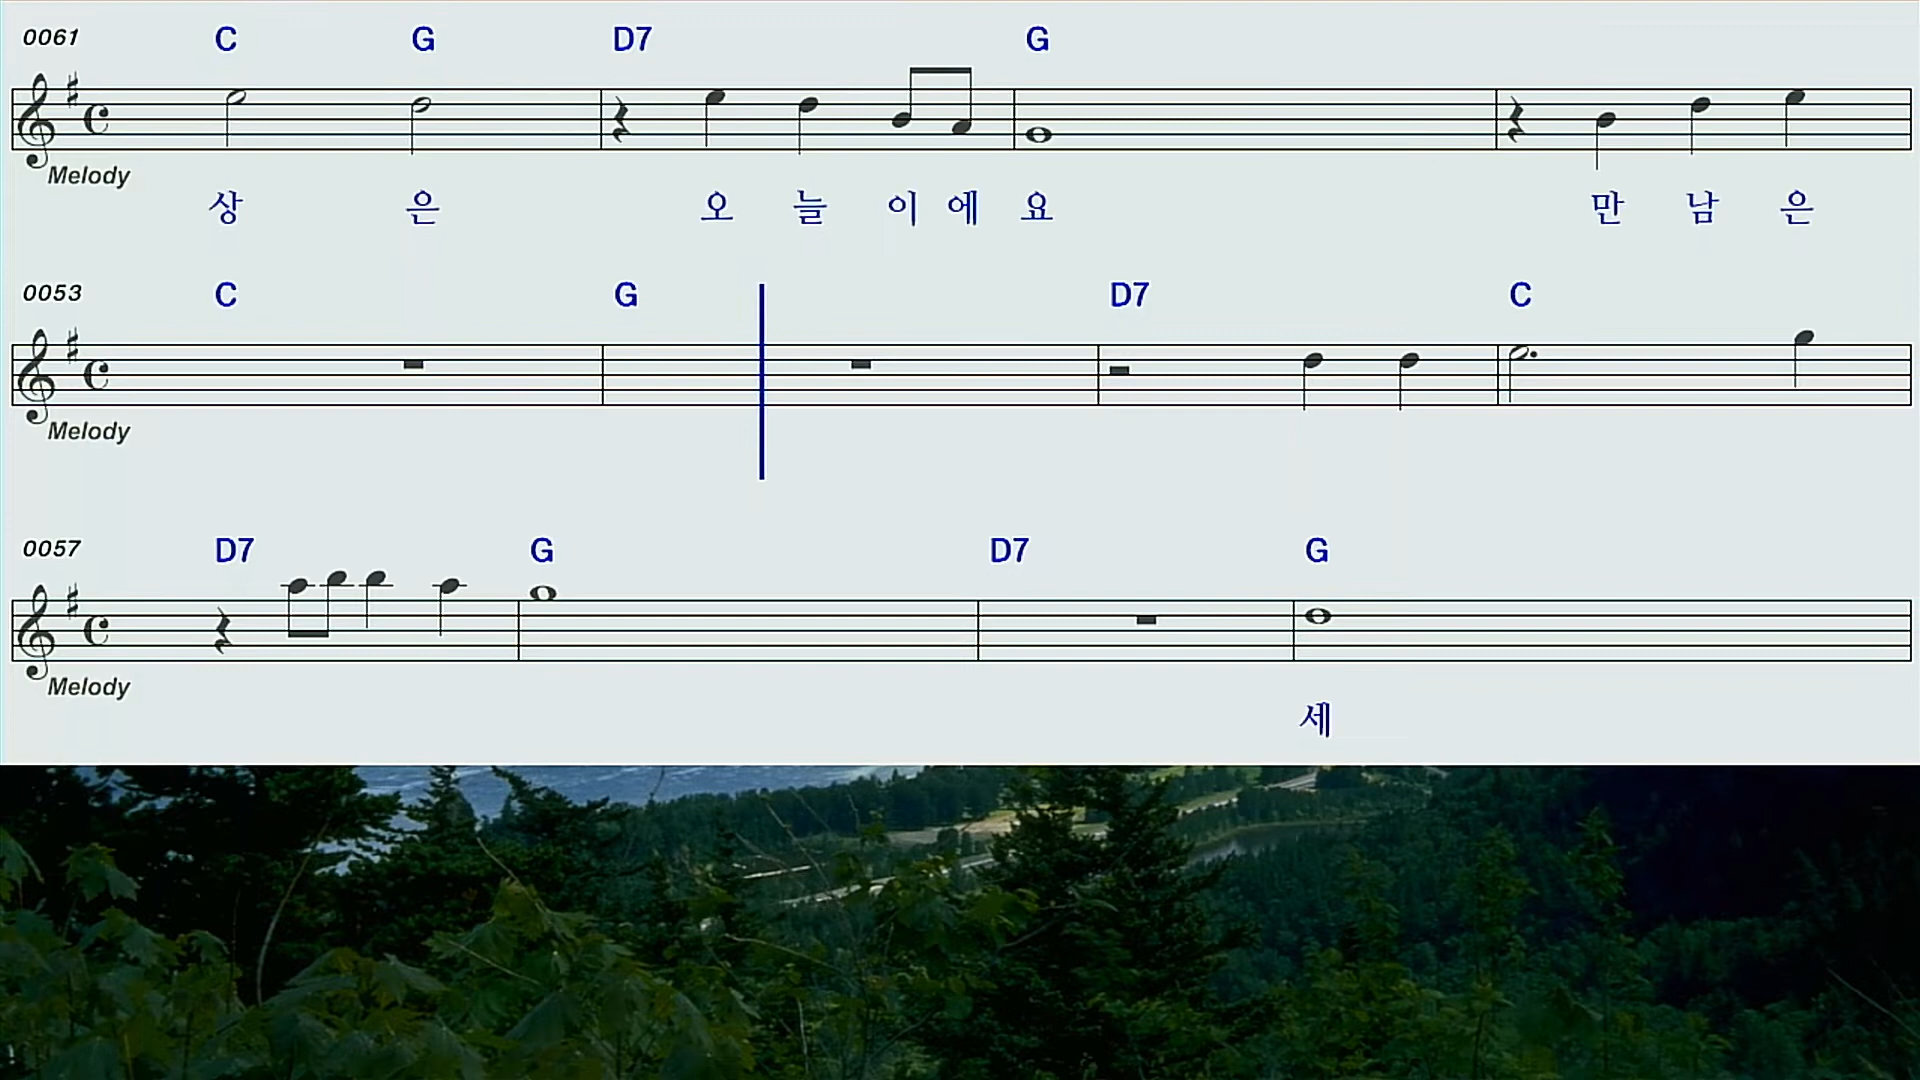 0061 C G D7 G
Melody
상 은 오 늘 이 에 요 만 남 은
0053 C G D7 C
Melody
0057 D7 G D7 G
Melody
세